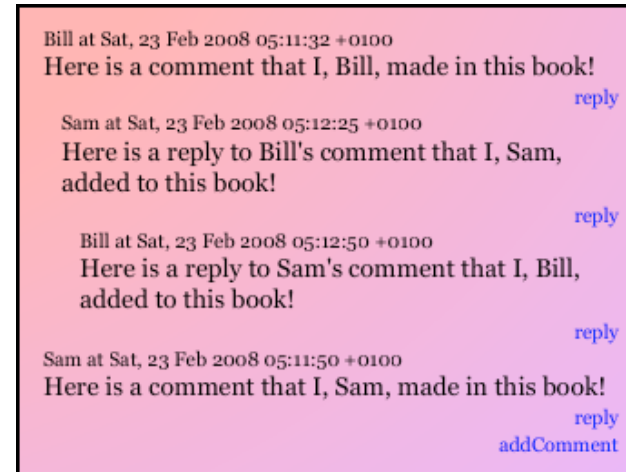 Bill at Sat, 23 Feb 2008 05:11:32 +0100
Here is a comment that I, Bill, made in this book!
reply
Sam at Sat, 23 Feb 2008 05:12:25 +0100
Here is a reply to Bill's comment that I, Sam,
added to this book!
reply
Bill at Sat, 23 Feb 2008 05:12:50 +0100
Here is a reply to Sam's comment that I, Bill,
added to this book!
reply
Sam at Sat, 23 Feb 2008 05:11:50 +0100
Here is a comment that I, Sam, made in this book!
reply
addComment